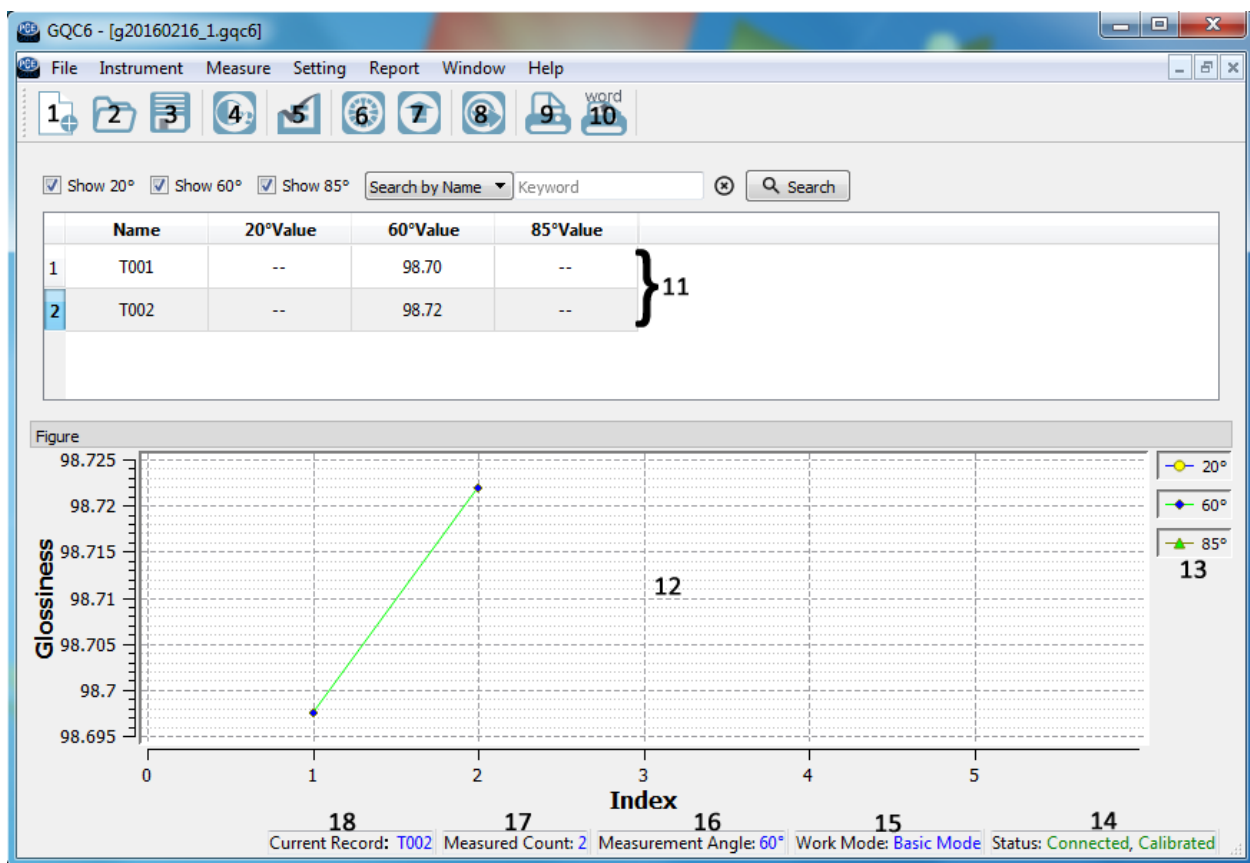 GQC6 - [g20160216_1.gqc6]
File Instrument Measure Setting Report Window Help
word
1 2 3 4 5 6 7 8 9 10
Show 20° Show 60° Show 85° Search by Name Keyword Search
Name 20°Value 60°Value 85°Value
1 T001 -- 98.70 --
11
2 T002 -- 98.72 --
Figure
98.725
98.72
98.715
98.71
98.705
98.7
98.695
Glossiness
20°
60°
85°
13
12
0 1 2 3 4 5
Index
18 17 16 15 14
Current Record: T002 Measured Count: 2 Measurement Angle: 60° Work Mode: Basic Mode Status: Connected, Calibrated